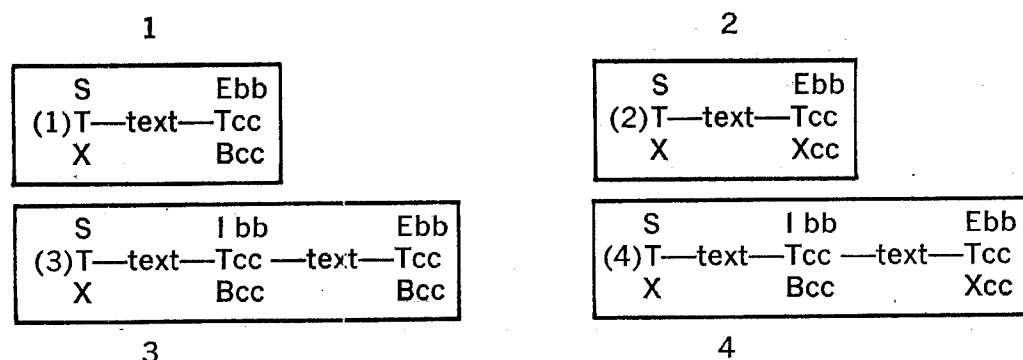 1
2
S Ebb
(1)T—text—Tcc
X Bcc
S Ebb
(2)T—text—Tcc
X Xcc
S I bb Ebb
(3)T—text—Tcc—text—Tcc
X Bcc Bcc
S I bb Ebb
(4)T—text—Tcc—text—Tcc
X Bcc Xcc
3
4